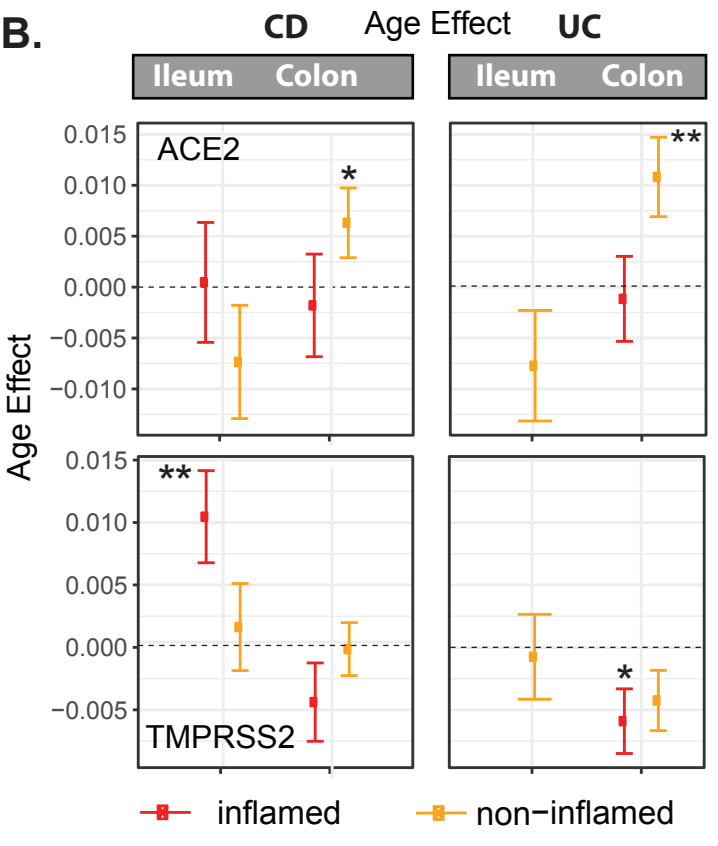 B.
CD Age Effect UC
Ileum Colon Ileum Colon
Age Effect
ACE2
0.015
0.010
0.005
0.000
−0.005
−0.010
*
**
TMPRSS2
0.015
0.010
0.005
0.000
−0.005
**
*
inflamed non−inflamed